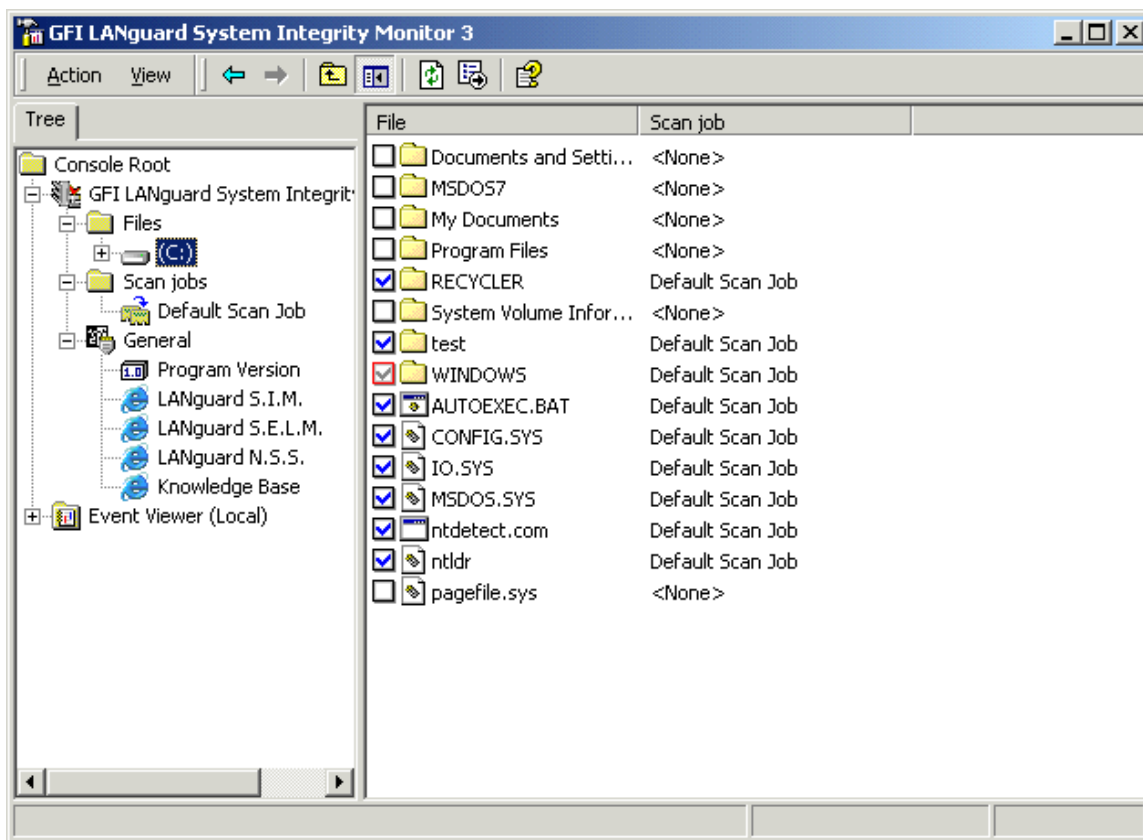 GFI LANguard System Integrity Monitor 3
Action View
Tree
Console Root
GFI LANguard System Integrit
Files
(C:)
Scan jobs
Default Scan Job
General
Program Version
LANguard S.I.M.
LANguard S.E.L.M.
LANguard N.S.S.
Knowledge Base
Event Viewer (Local)
File Scan job
Documents and Setti... <None>
MSDOS7 <None>
My Documents <None>
Program Files <None>
RECYCLER Default Scan Job
System Volume Infor... <None>
test Default Scan Job
WINDOWS Default Scan Job
AUTOEXEC.BAT Default Scan Job
CONFIG.SYS Default Scan Job
IO.SYS Default Scan Job
MSDOS.SYS Default Scan Job
ntdetect.com Default Scan Job
ntldr Default Scan Job
pagefile.sys <None>